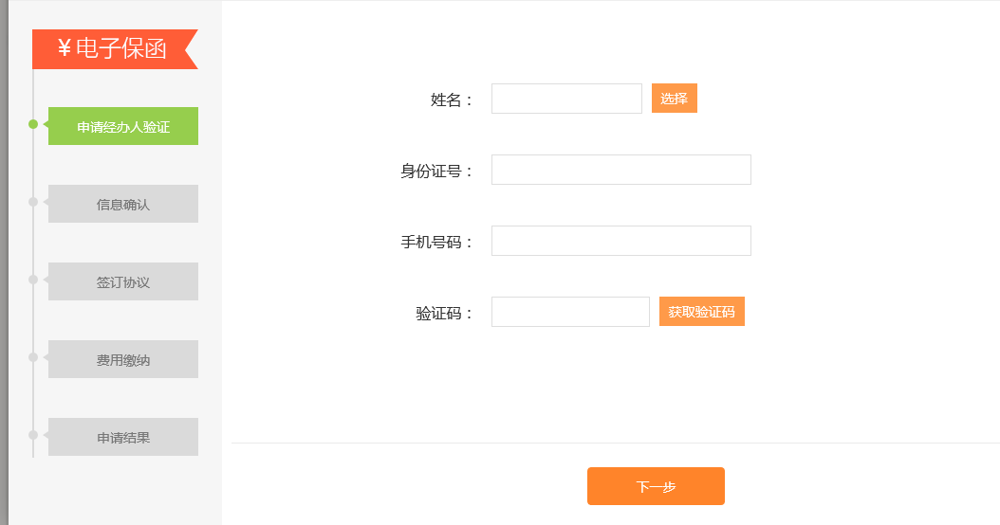 ¥ 电子保函
申请经办人验证
信息确认
签订协议
费用缴纳
申请结果
姓名： 选择
身份证号：
手机号码：
验证码： 获取验证码
下一步